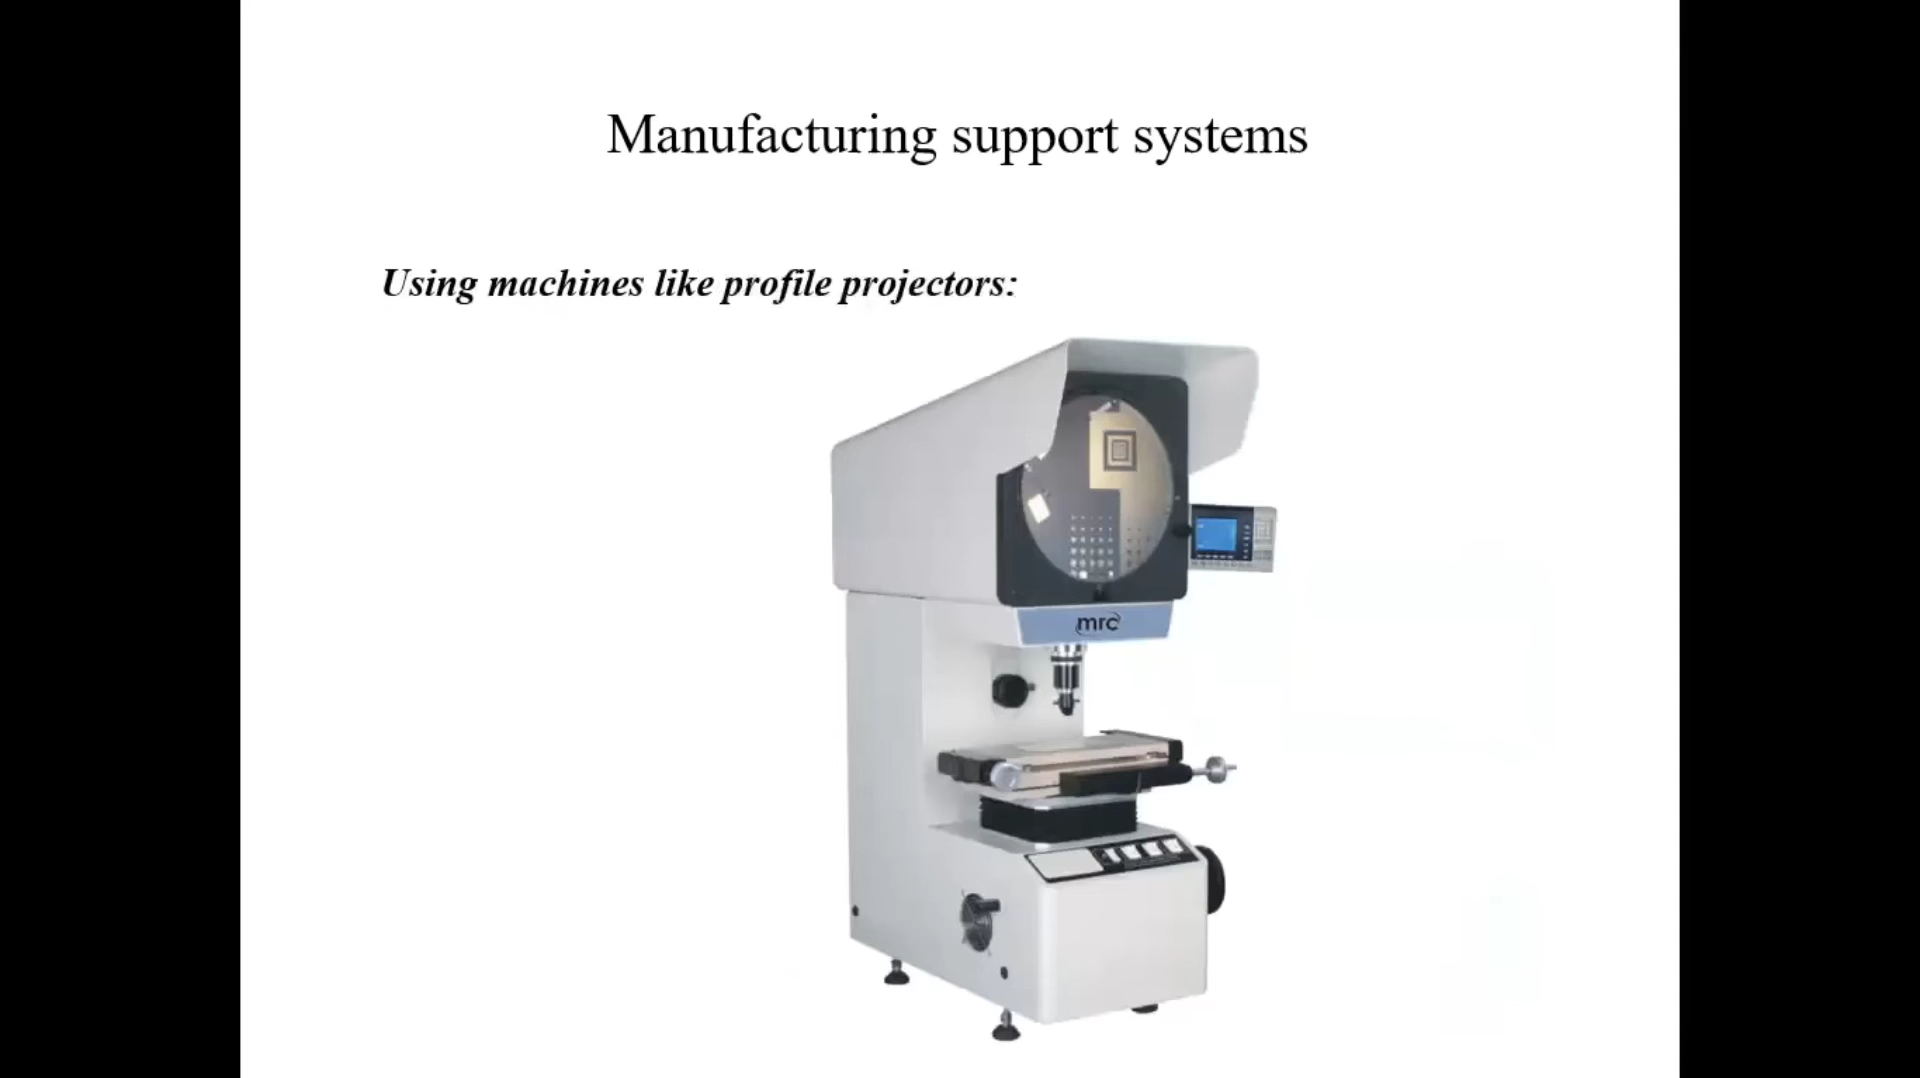 Manufacturing support systems
Using machines like profile projectors:
mrc